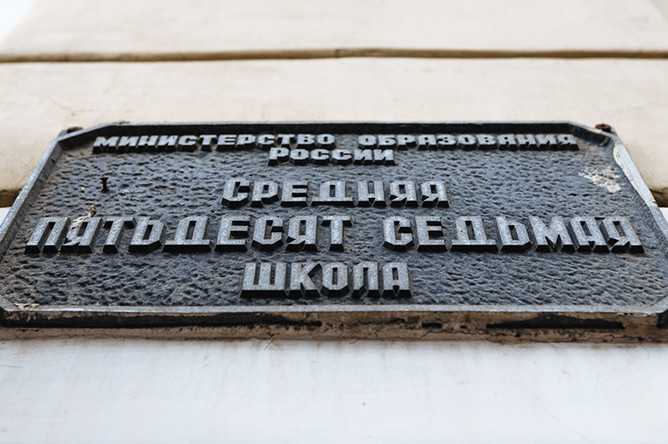 МИНИСТЕРСТВО ОБРАЗОВАНИЯ
РОССИИ
СРЕДНЯЯ
ПЯТЬДЕСЯТ СЕДЬМАЯ
ШКОЛА